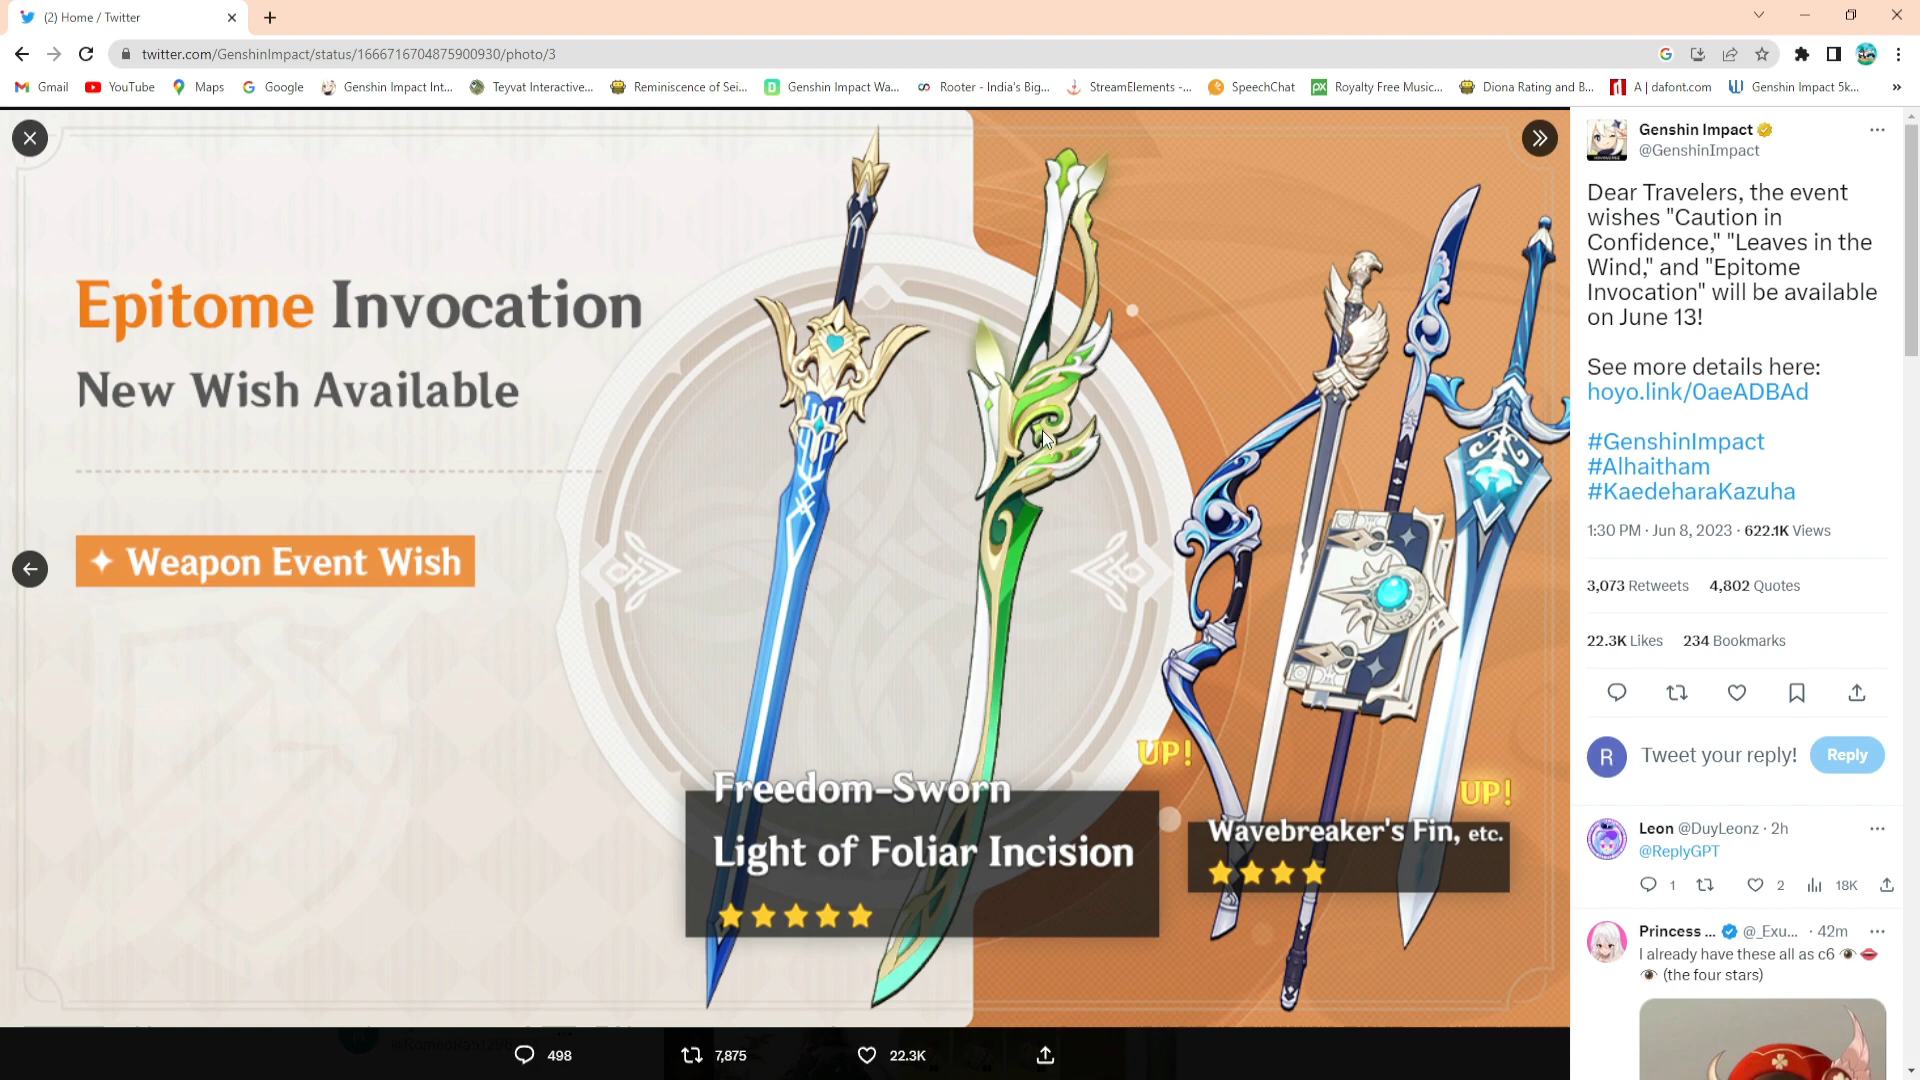 (2) Home / Twitter
twitter.com/GenshinImpact/status/1666716704875900930/photo/3
Gmail
YouTube
Maps
Google
Genshin Impact Int...
Teyvat Interactive...
Reminiscence of Sei...
Genshin Impact Wa...
Rooter - India's Big...
StreamElements -...
SpeechChat
Royalty Free Music...
Diona Rating and B...
A | dafont.com
Genshin Impact 5k...
Epitome Invocation
New Wish Available
Weapon Event Wish
Freedom-Sworn
Light of Foliar Incision
UP!
Wavebreaker's Fin, etc.
UP!
498
7,875
22.3K
Genshin Impact
@GenshinImpact
Dear Travelers, the event
wishes "Caution in
Confidence," "Leaves in the
Wind," and "Epitome
Invocation" will be available
on June 13!
See more details here:
hoyo.link/0aeADBAd
#GenshinImpact
#Alhaitham
#KaedeharaKazuha
1:30 PM · Jun 8, 2023 · 622.1K Views
3,073 Retweets 4,802 Quotes
22.3K Likes 234 Bookmarks
R
Tweet your reply!
Reply
Leon @DuyLeonz · 2h
@ReplyGPT
1
2
18K
Princess ... @_Exu... · 42m
I already have these all as c6 👁️👄
👁️ (the four stars)